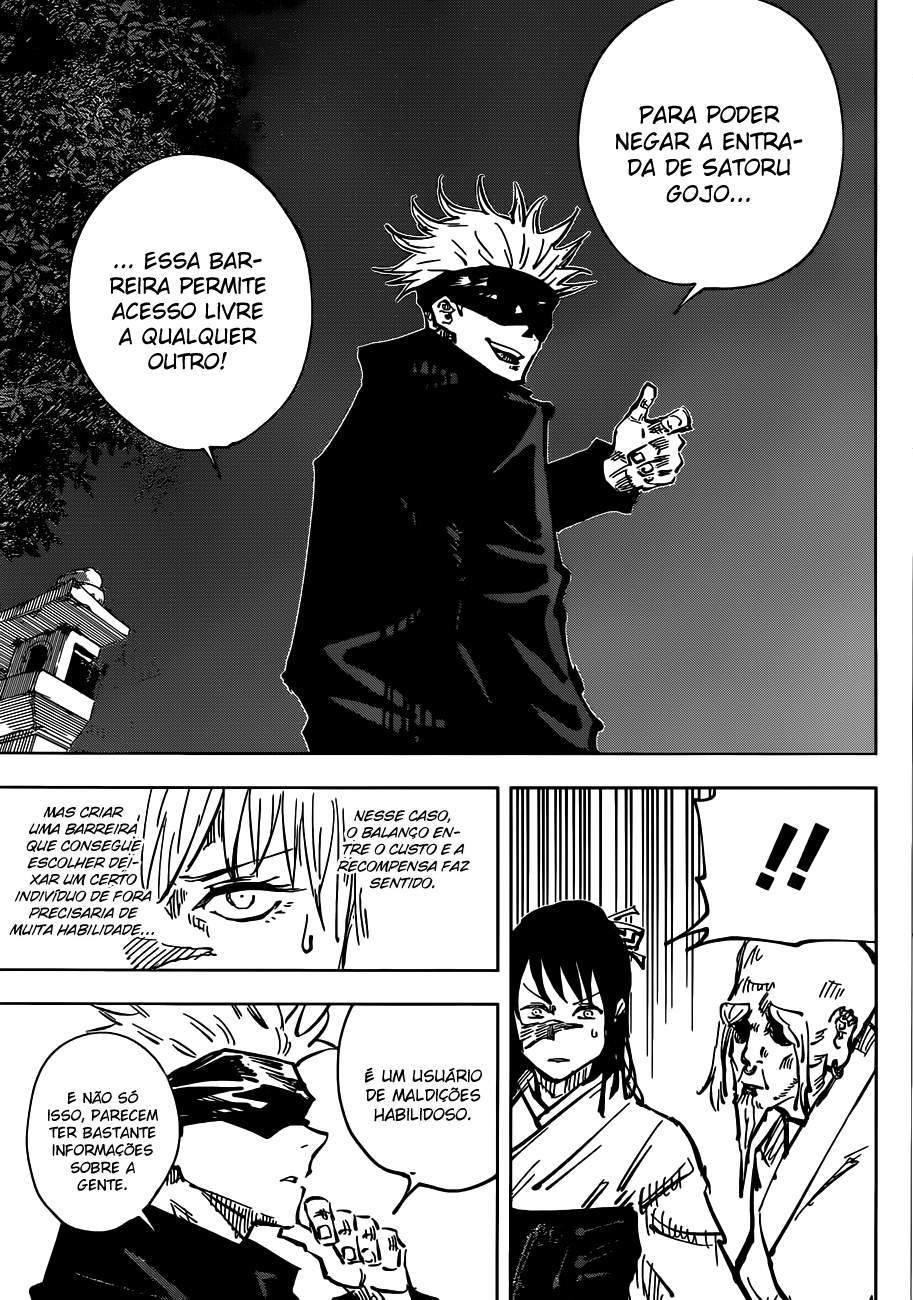 PARA PODER
NEGAR A ENTRA-
DA DE SATORU
GOJO...
... ESSA BAR-
REIRA PERMITE
ACESSO LIVRE
A QUALQUER
OUTRO!
!!
NESSE CASO,
O BALANÇO EN-
TRE O CUSTO E A
RECOMPENSA FAZ
SENTIDO.
MAS CRIAR
UMA BARREIRA
QUE CONSEGUE
ESCOLHER DEI-
XAR UM CERTO
INDIVÍDUO DE FORA
PRECISARIA DE
MUITA HABILIDADE...
É UM USUÁRIO
DE MALDIÇÕES
HABILIDOSO.
E NÃO SÓ
ISSO, PARECEM
TER BASTANTE
INFORMAÇÕES
SOBRE A
GENTE.